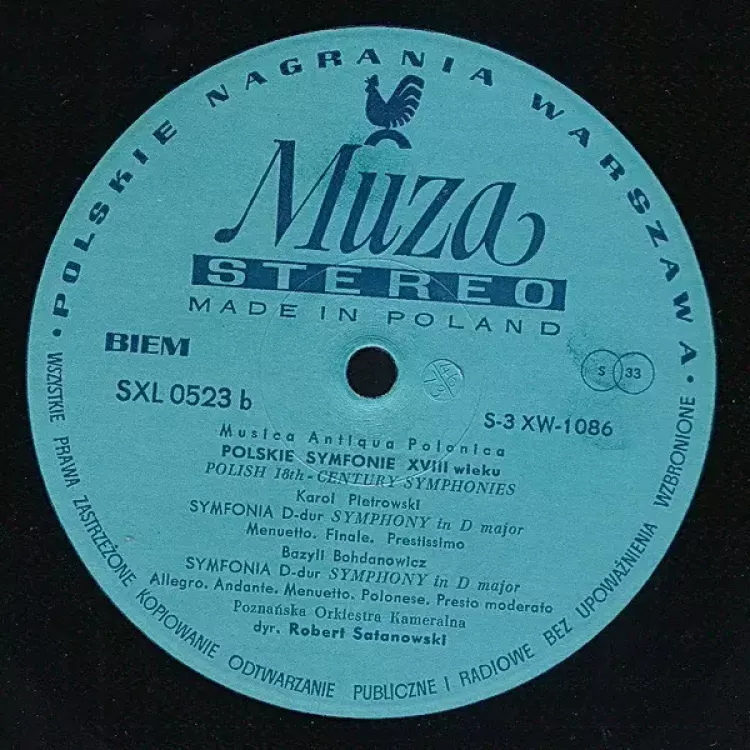 • POLSKIE NAGRANIA WARSZAWA •
Muza
STEREO
MADE IN POLAND
BIEM
S 33
SXL 0523 b
S-3 XW-1086
Musica Antiqua Polonica
POLSKIE SYMFONIE XVIII wieku
POLISH 18th-CENTURY SYMPHONIES
Karol Pietrowski
SYMFONIA D-dur SYMPHONY in D major
Menuetto. Finale. Prestissimo
Bazyli Bohdanowicz
SYMFONIA D-dur SYMPHONY in D major
Allegro. Andante. Menuetto. Polonese. Presto moderato
Poznańska Orkiestra Kameralna
dyr. Robert Satanowski
WSZYSTKIE PRAWA ZASTRZEŻONE KOPIOWANIE ODTWARZANIE PUBLICZNE I RADIOWE BEZ UPOWAŻNIENIA WZBRONIONE